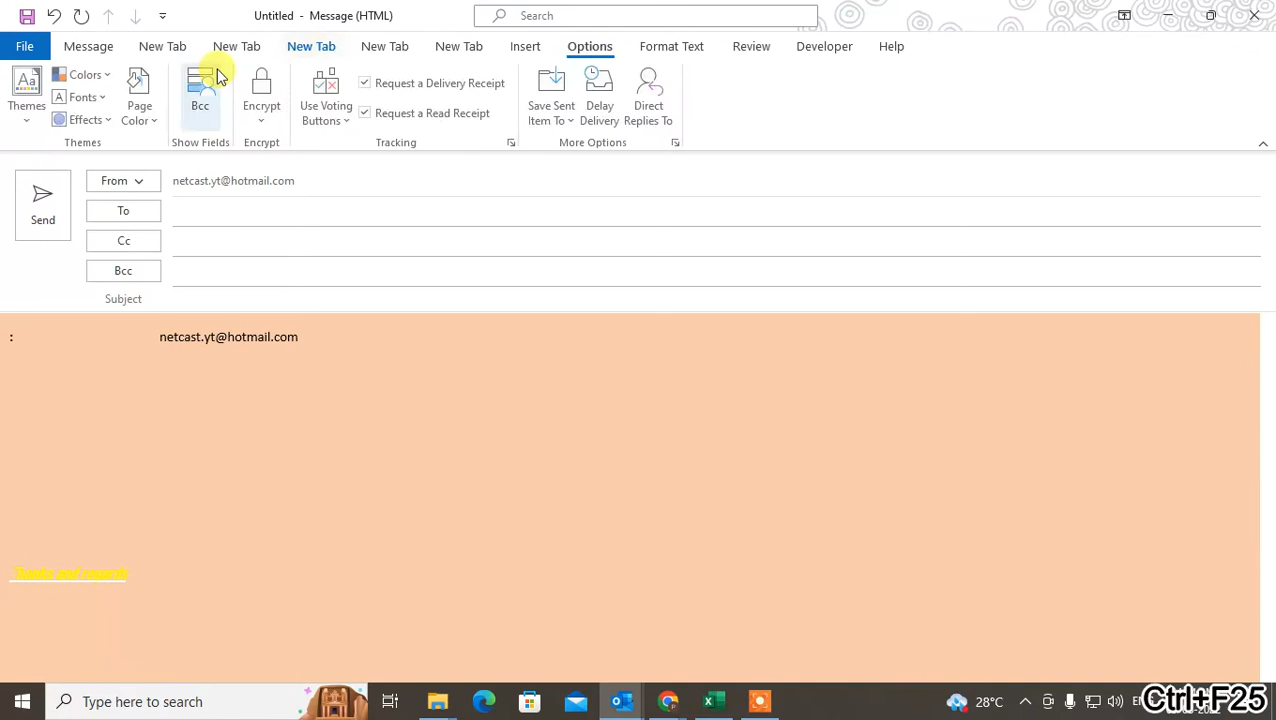 Untitled - Message (HTML)
Search
File
Message
New Tab
New Tab
New Tab
New Tab
New Tab
Insert
Options
Format Text
Review
Developer
Help
Themes
Colors
Fonts
Effects
Page Color
Bcc
Encrypt
Use Voting Buttons
Request a Delivery Receipt
Request a Read Receipt
Save Sent Item To
Delay Delivery
Direct Replies To
Themes
Show Fields
Encrypt
Tracking
More Options
Send
From
netcast.yt@hotmail.com
To
Cc
Bcc
Subject
: netcast.yt@hotmail.com
Thanks and regards
Type here to search
28°C
Ctrl+F25